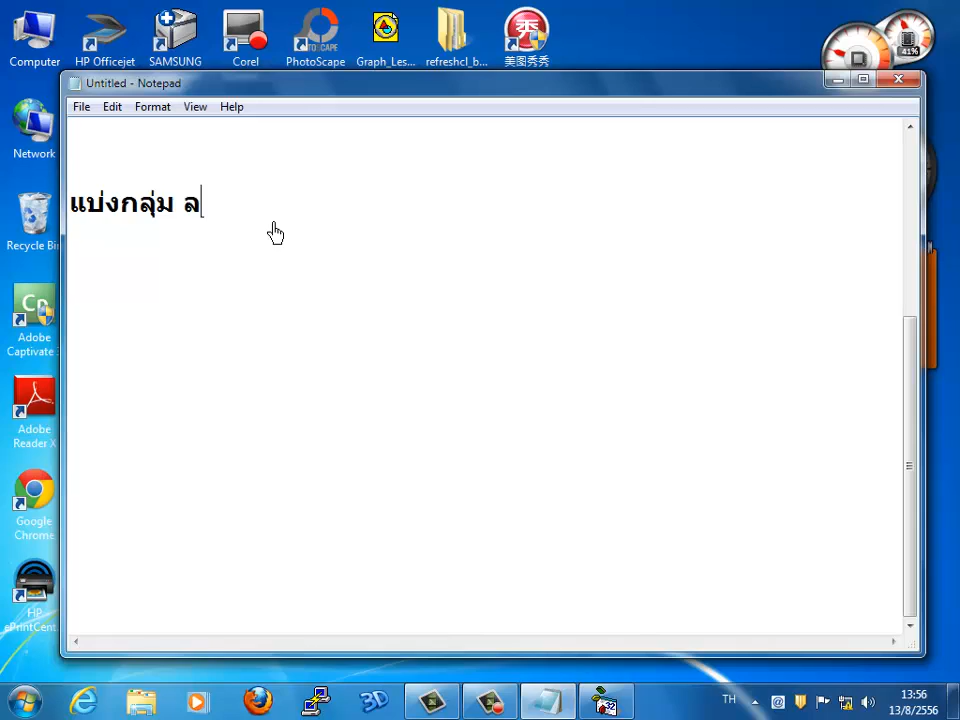 Computer
HP Officejet
SAMSUNG
Corel
PhotoScape
Graph_Les...
refreshcl_b...
美图秀秀
41%
Untitled - Notepad
File Edit Format View Help
แบ่งกลุ่ม ล
Network
Recycle Bi
Adobe
Captivate
Adobe
Reader X
Google
Chrome
HP
ePrintCent
TH
13:56
13/8/2556